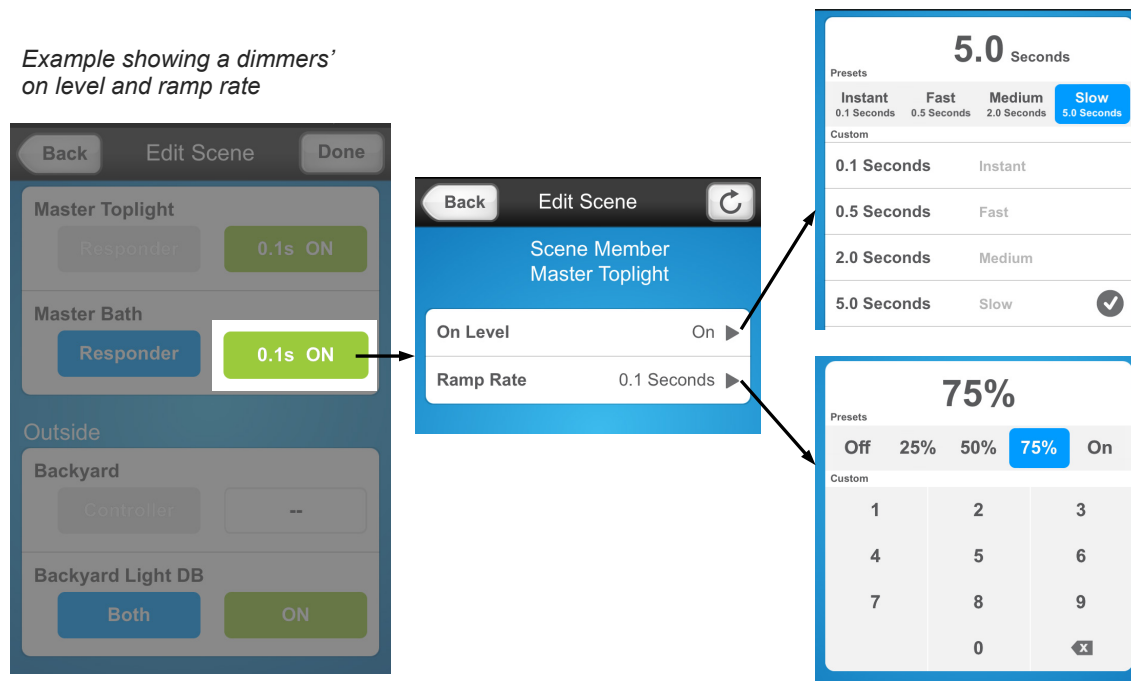 Example showing a dimmers’
on level and ramp rate
Back Edit Scene Done
Master Toplight
Responder 0.1s ON
Master Bath
Responder 0.1s ON
Outside
Backyard
Controller --
Backyard Light DB
Both ON
Back Edit Scene
Scene Member
Master Toplight
On Level On
Ramp Rate 0.1 Seconds
5.0 Seconds
Presets
Instant Fast Medium Slow
0.1 Seconds 0.5 Seconds 2.0 Seconds 5.0 Seconds
Custom
0.1 Seconds Instant
0.5 Seconds Fast
2.0 Seconds Medium
5.0 Seconds Slow
75%
Presets
Off 25% 50% 75% On
Custom
1 2 3
4 5 6
7 8 9
0 x